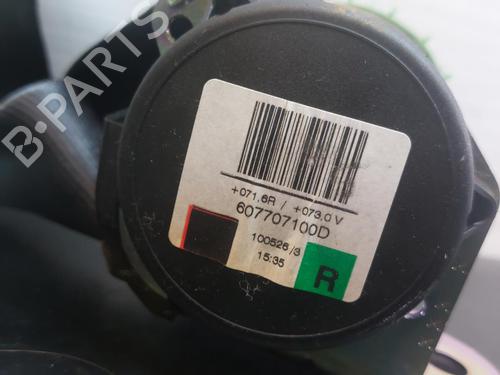 B-PARTS
+071,6R / +073,0 V
607707100D
100526 /3
15:35
R